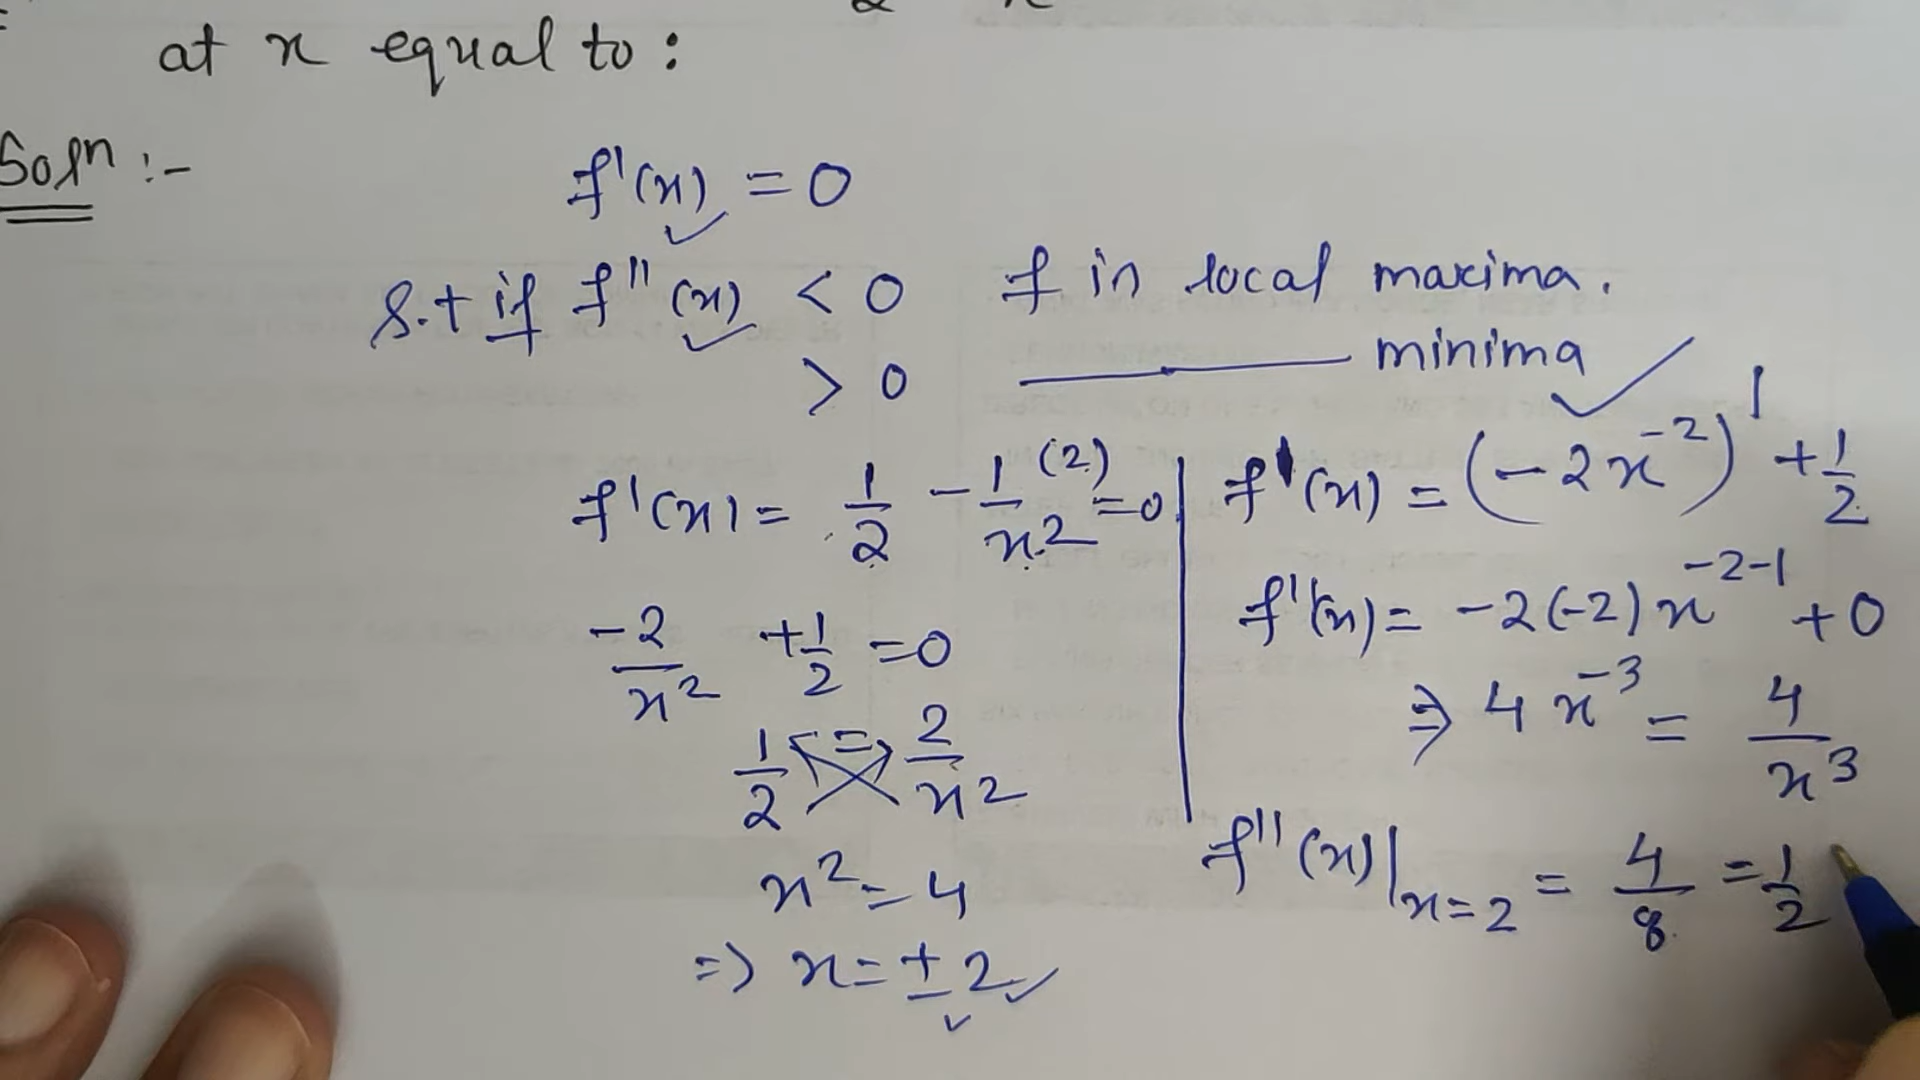 at x equal to :
Soln :-
f'(x) = 0
s.t if f''(x) < 0 f in local maxima.
> 0 ——— minima
f'(x) = 1/2 - 1/x² (2) = 0
-2/x² + 1/2 = 0
1/2 = 2/x²
x² = 4
=> x = ± 2
f'(x) = (-2x⁻²)' + 1/2
f''(x) = -2(-2)x⁻²⁻¹ + 0
⇒ 4x⁻³ = 4/x³
f''(x)|x=2 = 4/8 = 1/2